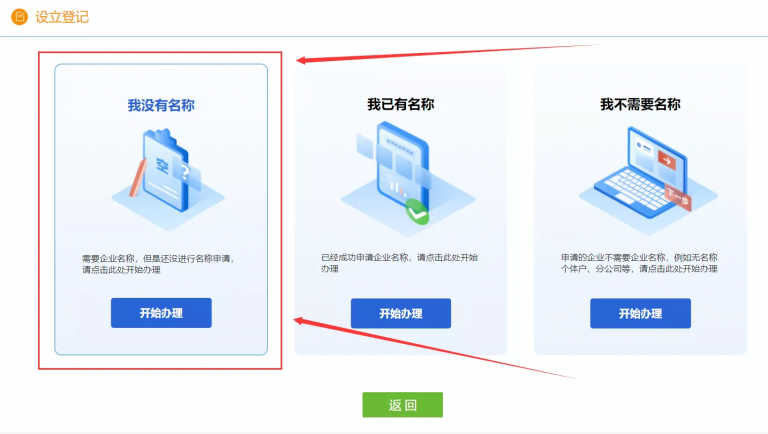 设立登记
我没有名称
空
?
需要企业名称，但是还没进行名称申请，
请点击此处开始办理
开始办理
我已有名称
已经成功申请企业名称，请点击此处开始
办理
开始办理
我不需要名称
下一步
申请的企业不需要企业名称，例如无名称
个体户、分公司等，请点击此处开始办理
开始办理
返回